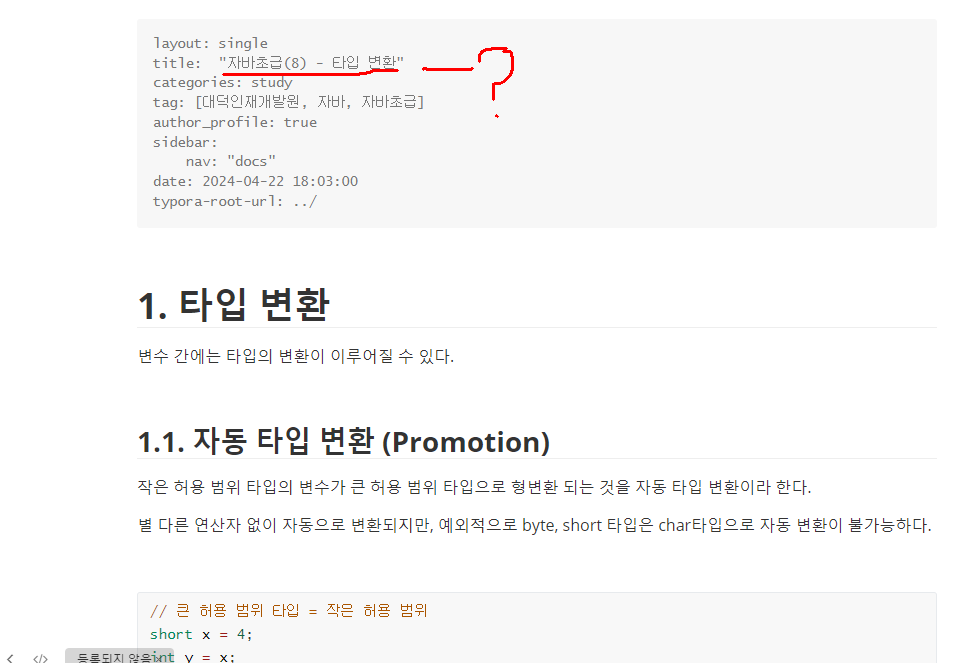 layout: single
title: "자바초급(8) - 타입 변환"
categories: study
tag: [대덕인재개발원, 자바, 자바초급]
author_profile: true
sidebar:
nav: "docs"
date: 2024-04-22 18:03:00
typora-root-url: ../
?
1. 타입 변환
변수 간에는 타입의 변환이 이루어질 수 있다.
1.1. 자동 타입 변환 (Promotion)
작은 허용 범위 타입의 변수가 큰 허용 범위 타입으로 형변환 되는 것을 자동 타입 변환이라 한다.
별 다른 연산자 없이 자동으로 변환되지만, 예외적으로 byte, short 타입은 char타입으로 자동 변환이 불가능하다.
// 큰 허용 범위 타입 = 작은 허용 범위
short x = 4;
int y = x;
</> 등록되지 않음